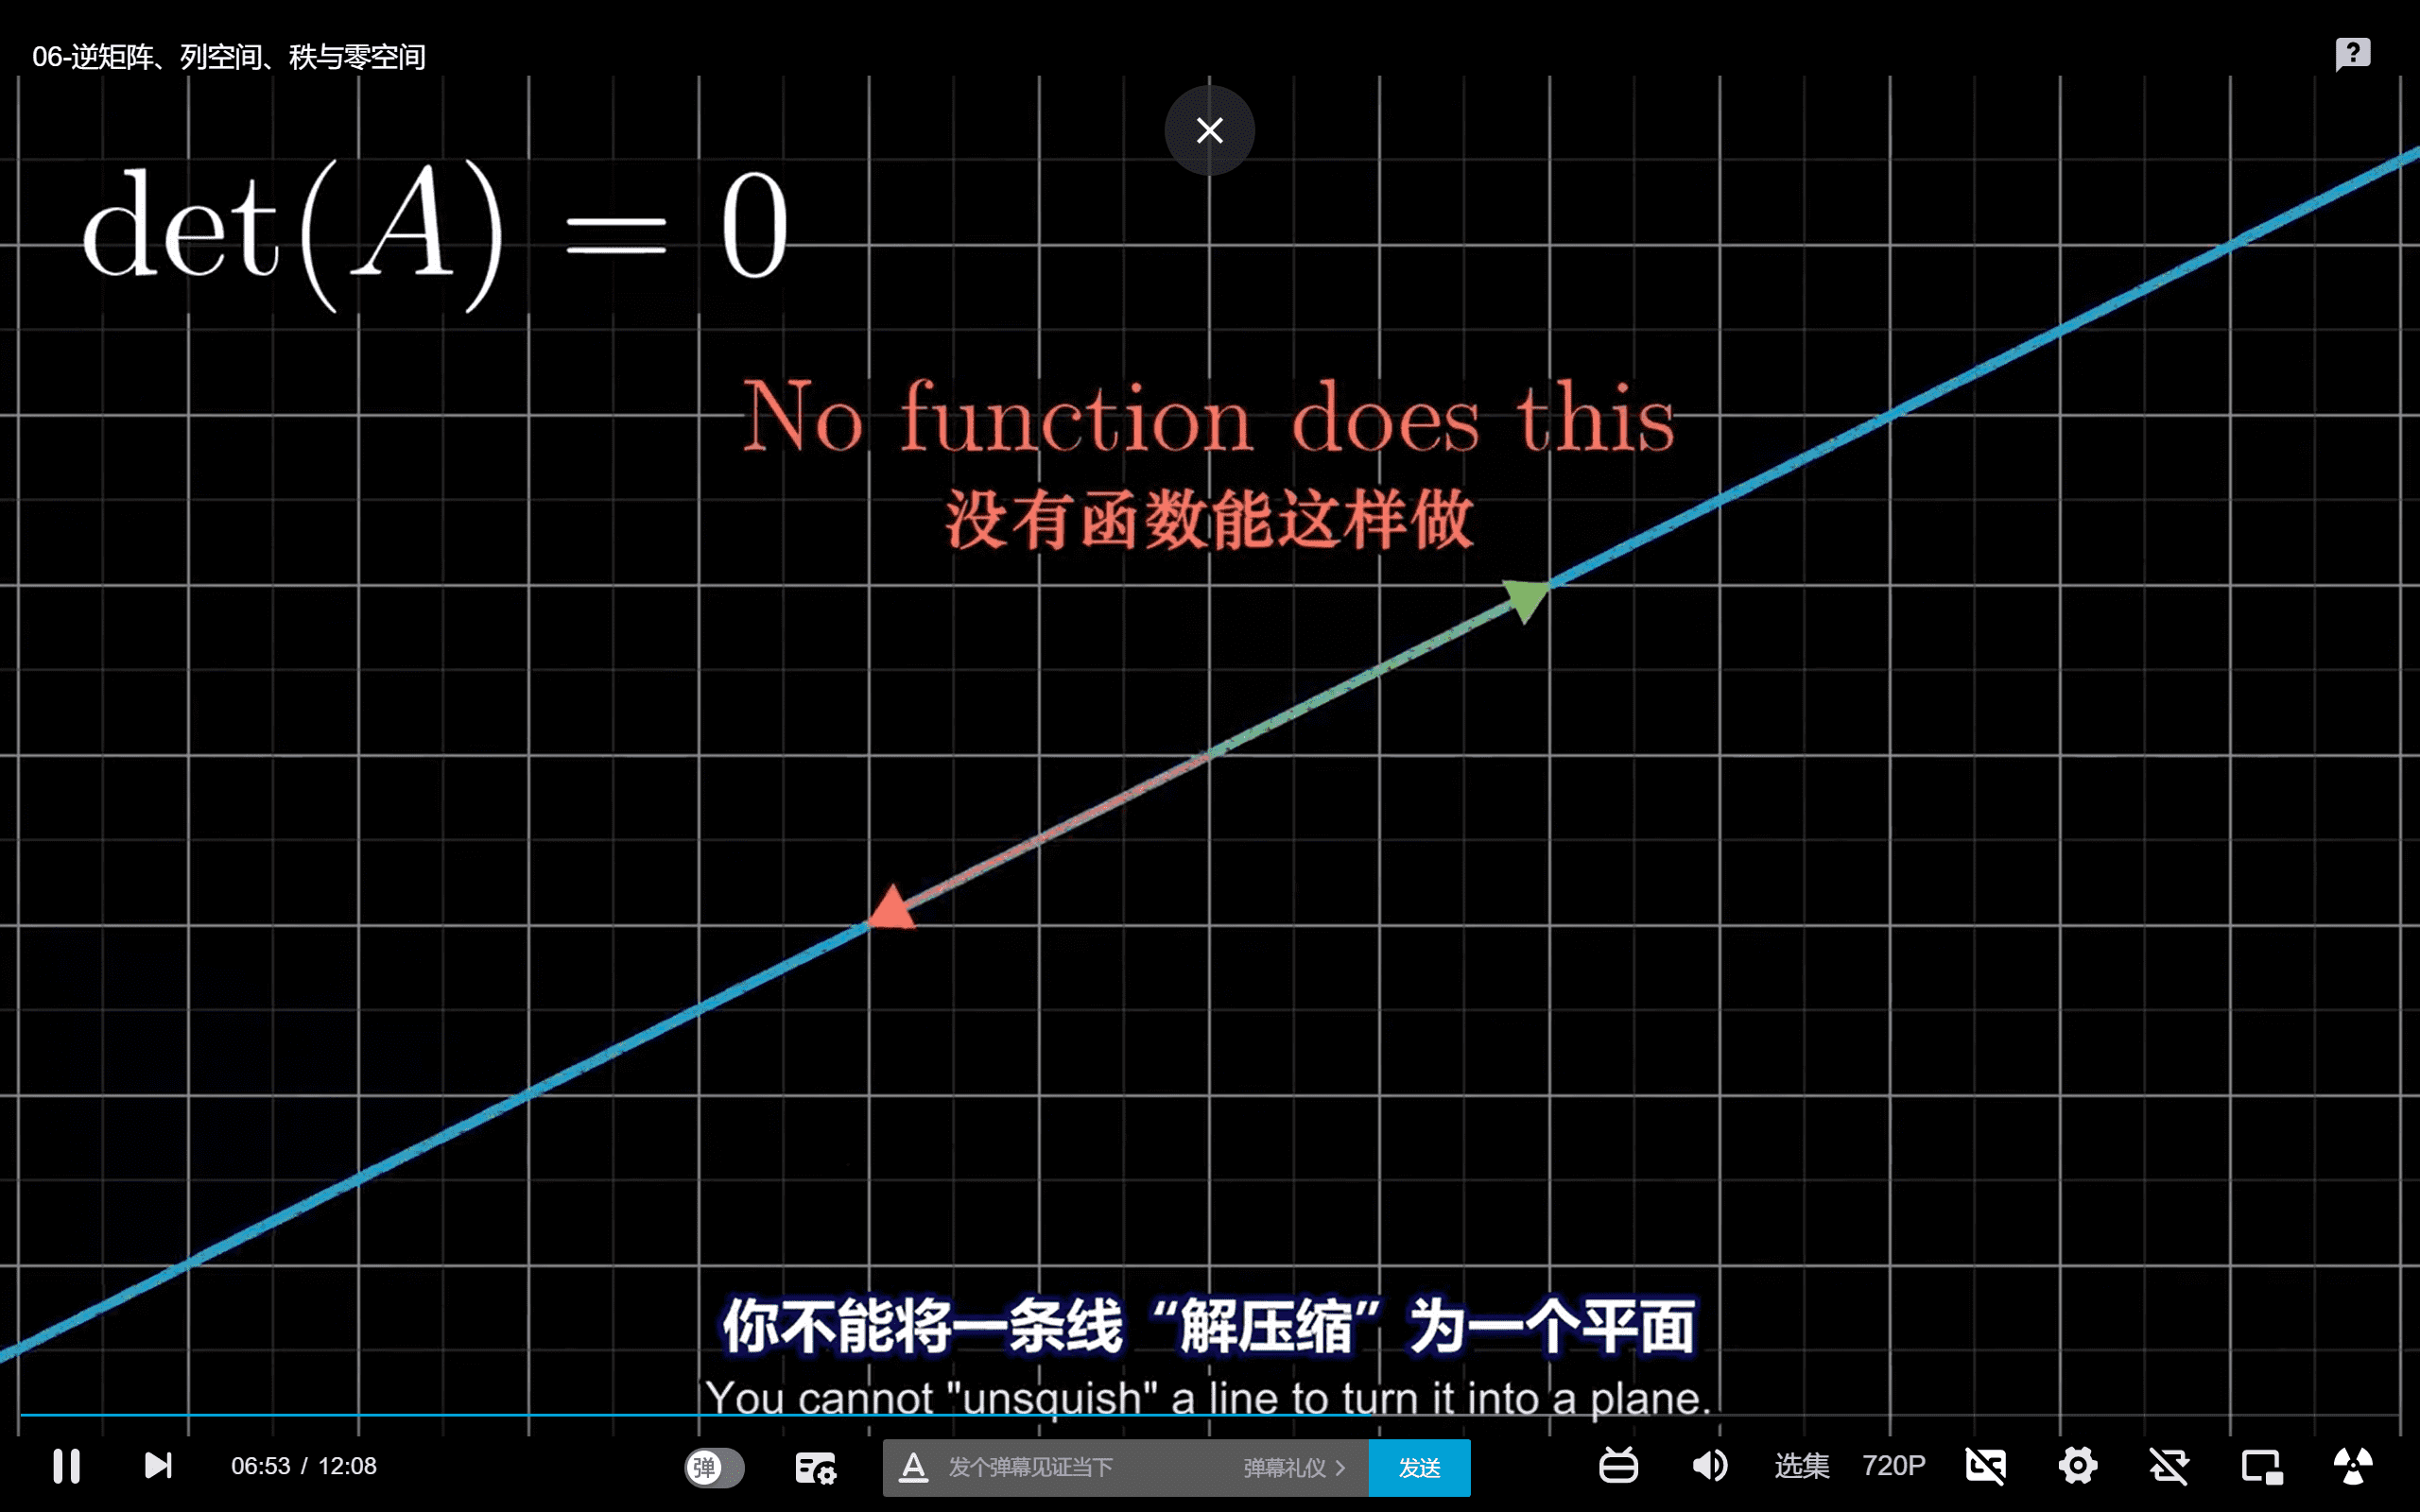 06-逆矩阵、列空间、秩与零空间
det(A) = 0
No function does this
没有函数能这样做
你不能将一条线“解压缩”为一个平面
You cannot "unsquish" a line to turn it into a plane.
06:53 / 12:08
弹
发个弹幕见证当下
弹幕礼仪 >
发送
选集
720P